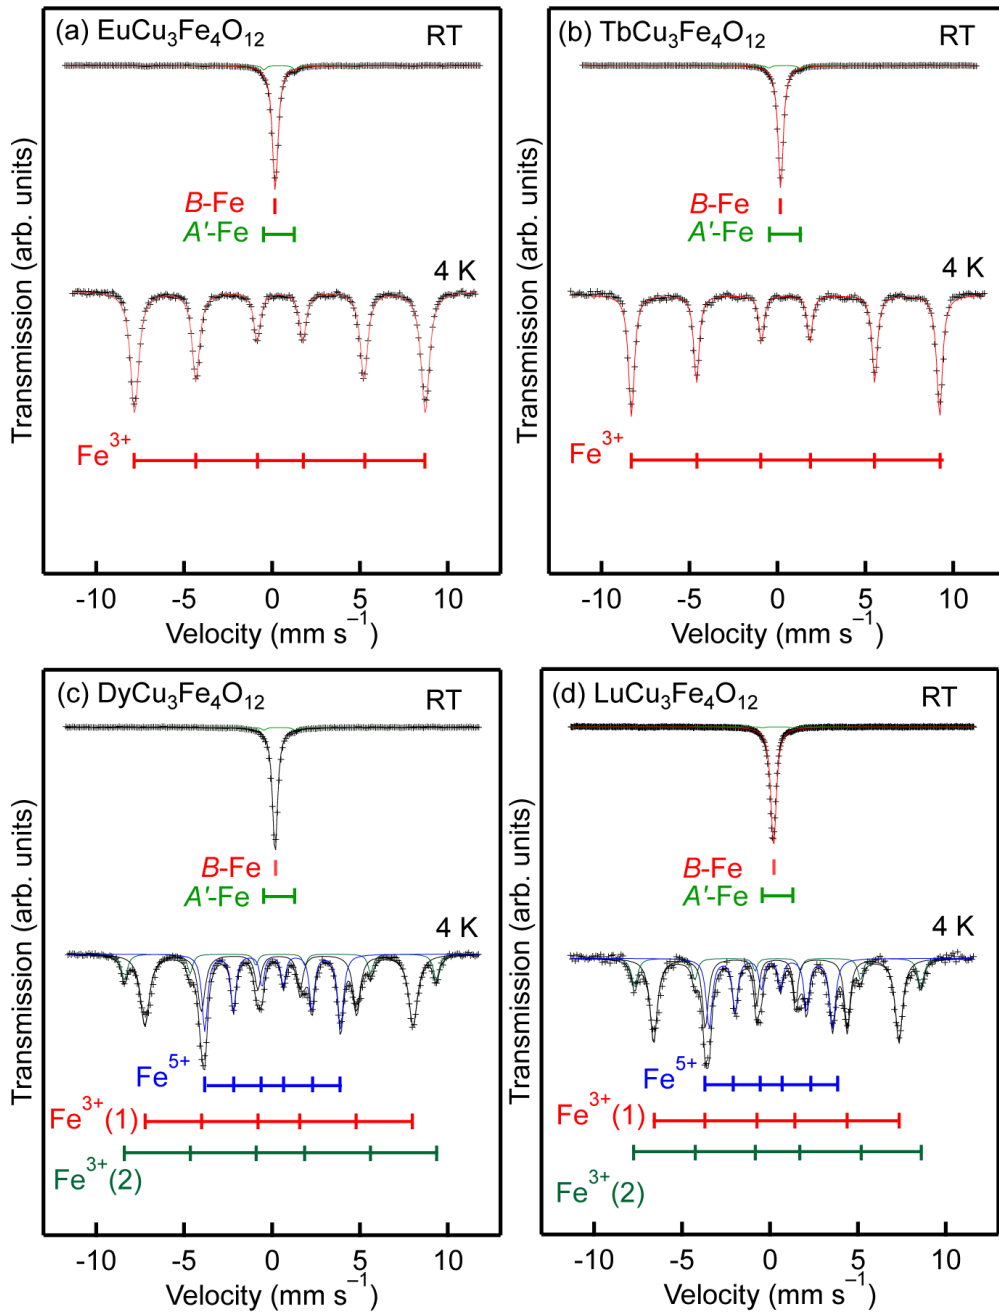 (a) EuCu₃Fe₄O₁₂
RT
B-Fe
A'-Fe
4 K
Fe³⁺
Transmission (arb. units)
-10 -5 0 5 10
Velocity (mm s⁻¹)
(b) TbCu₃Fe₄O₁₂
RT
B-Fe
A'-Fe
4 K
Fe³⁺
Transmission (arb. units)
-10 -5 0 5 10
Velocity (mm s⁻¹)
(c) DyCu₃Fe₄O₁₂
RT
B-Fe
A'-Fe
4 K
Fe⁵⁺
Fe³⁺(1)
Fe³⁺(2)
Transmission (arb. units)
-10 -5 0 5 10
Velocity (mm s⁻¹)
(d) LuCu₃Fe₄O₁₂
RT
B-Fe
A'-Fe
4 K
Fe⁵⁺
Fe³⁺(1)
Fe³⁺(2)
Transmission (arb. units)
-10 -5 0 5 10
Velocity (mm s⁻¹)